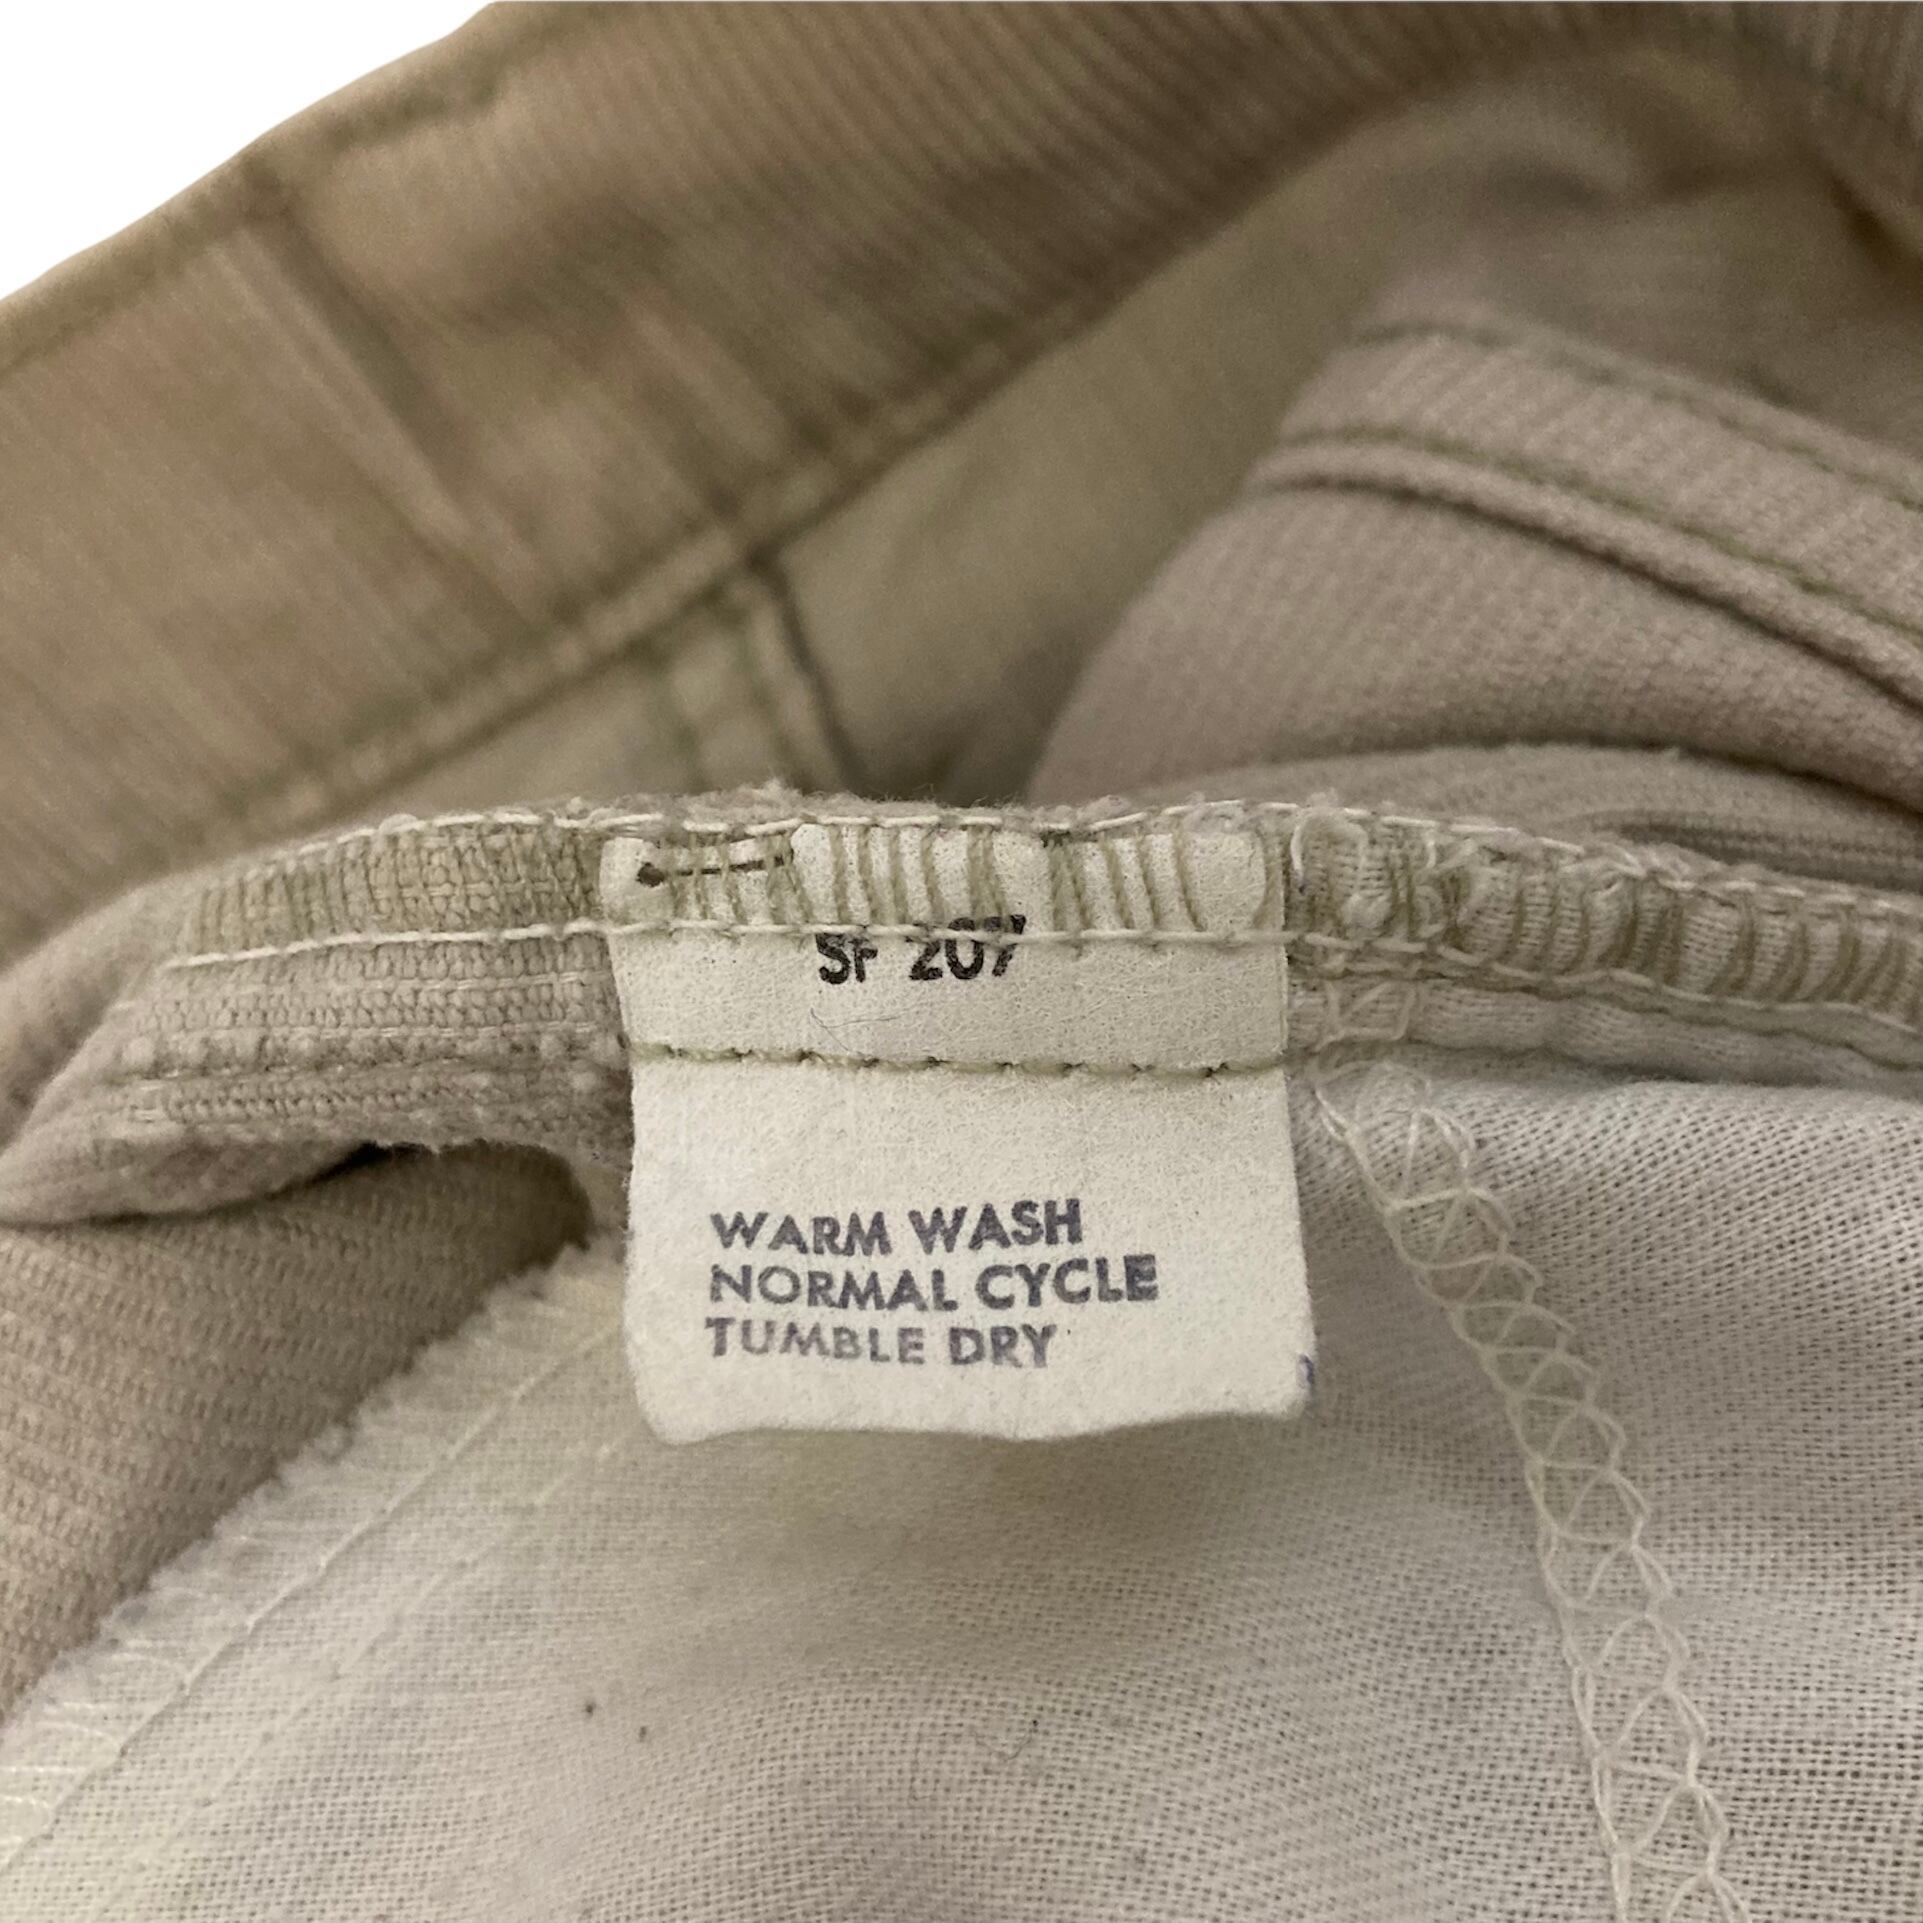 SF 207
WARM WASH
NORMAL CYCLE
TUMBLE DRY